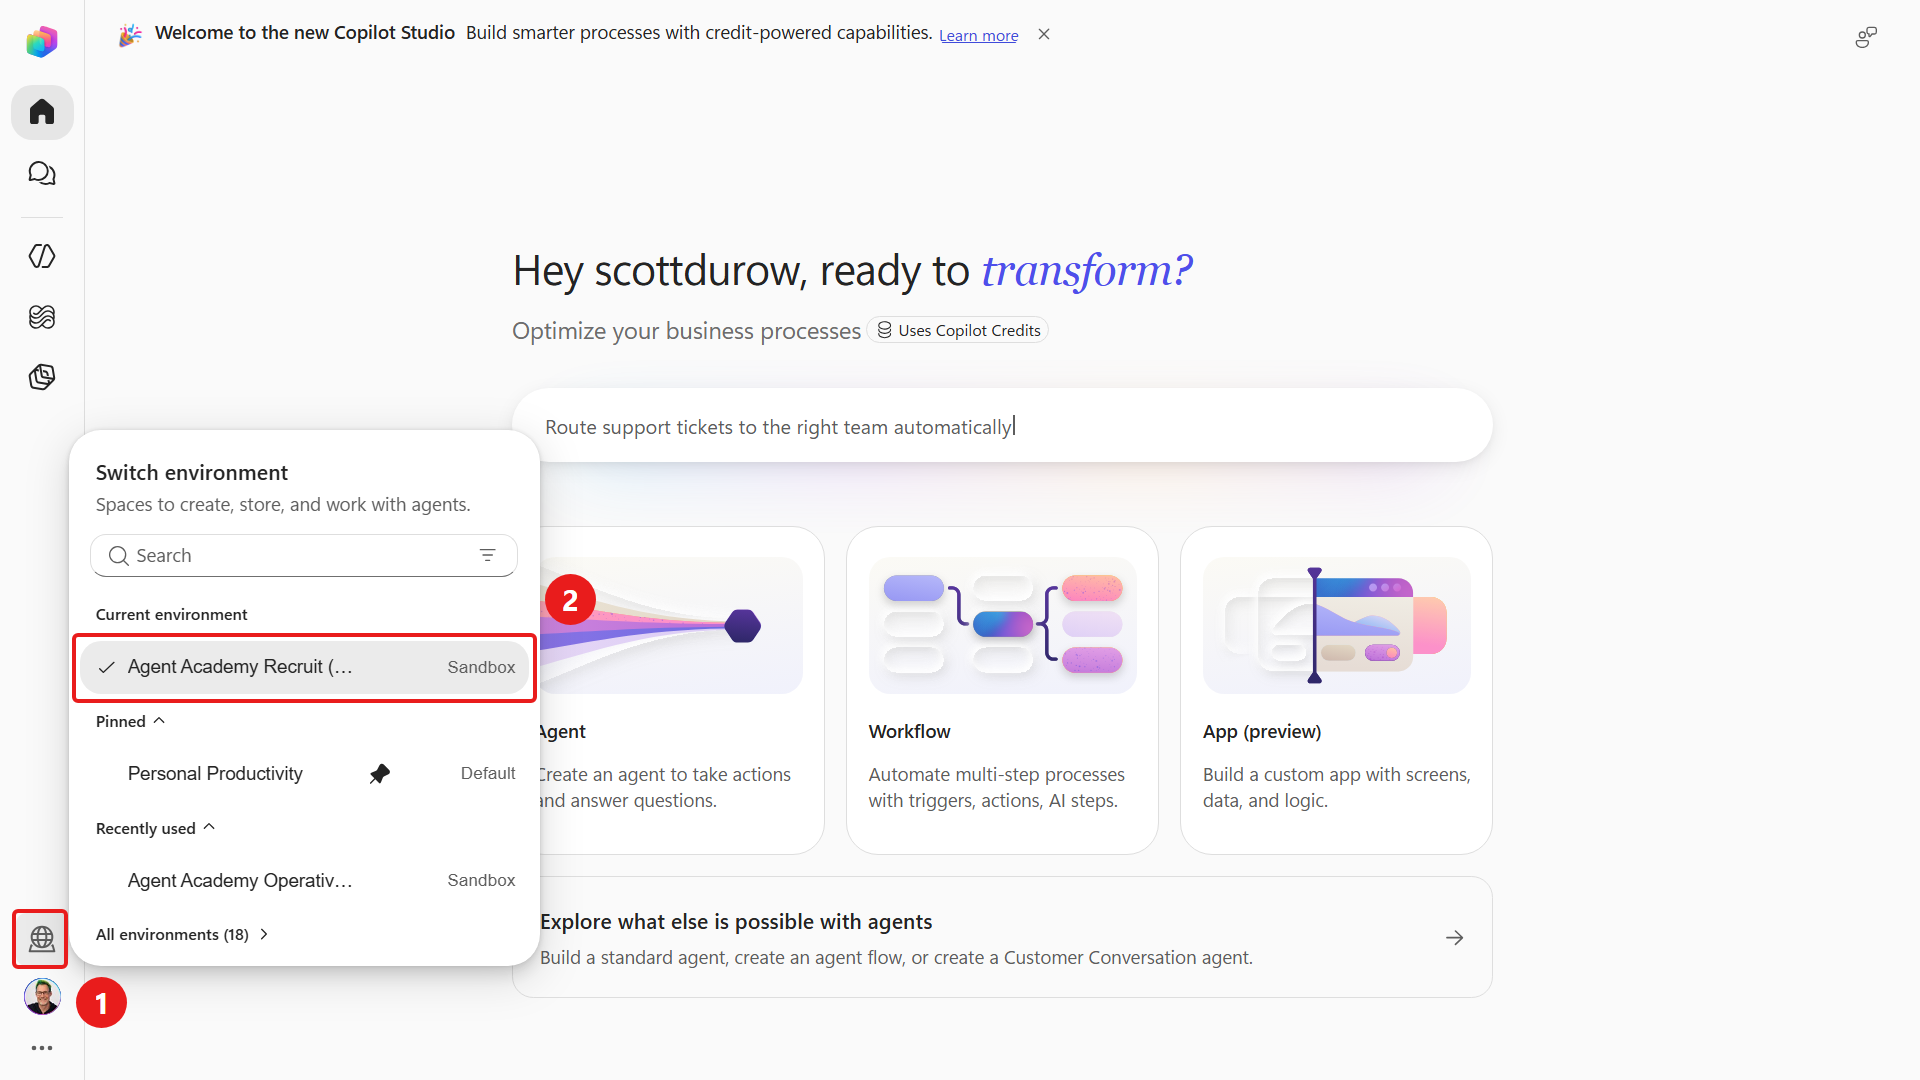 Welcome to the new Copilot Studio Build smarter processes with credit-powered capabilities. Learn more
Hey scottdurow, ready to transform?
Optimize your business processes Uses Copilot Credits
Route support tickets to the right team automatically
Switch environment
Spaces to create, store, and work with agents.
Search
Current environment
Agent Academy Recruit (... Sandbox
Pinned
Personal Productivity Default
Recently used
Agent Academy Operativ... Sandbox
All environments (18)
1
2
Agent
Create an agent to take actions
and answer questions.
Workflow
Automate multi-step processes
with triggers, actions, AI steps.
App (preview)
Build a custom app with screens,
data, and logic.
Explore what else is possible with agents
Build a standard agent, create an agent flow, or create a Customer Conversation agent.